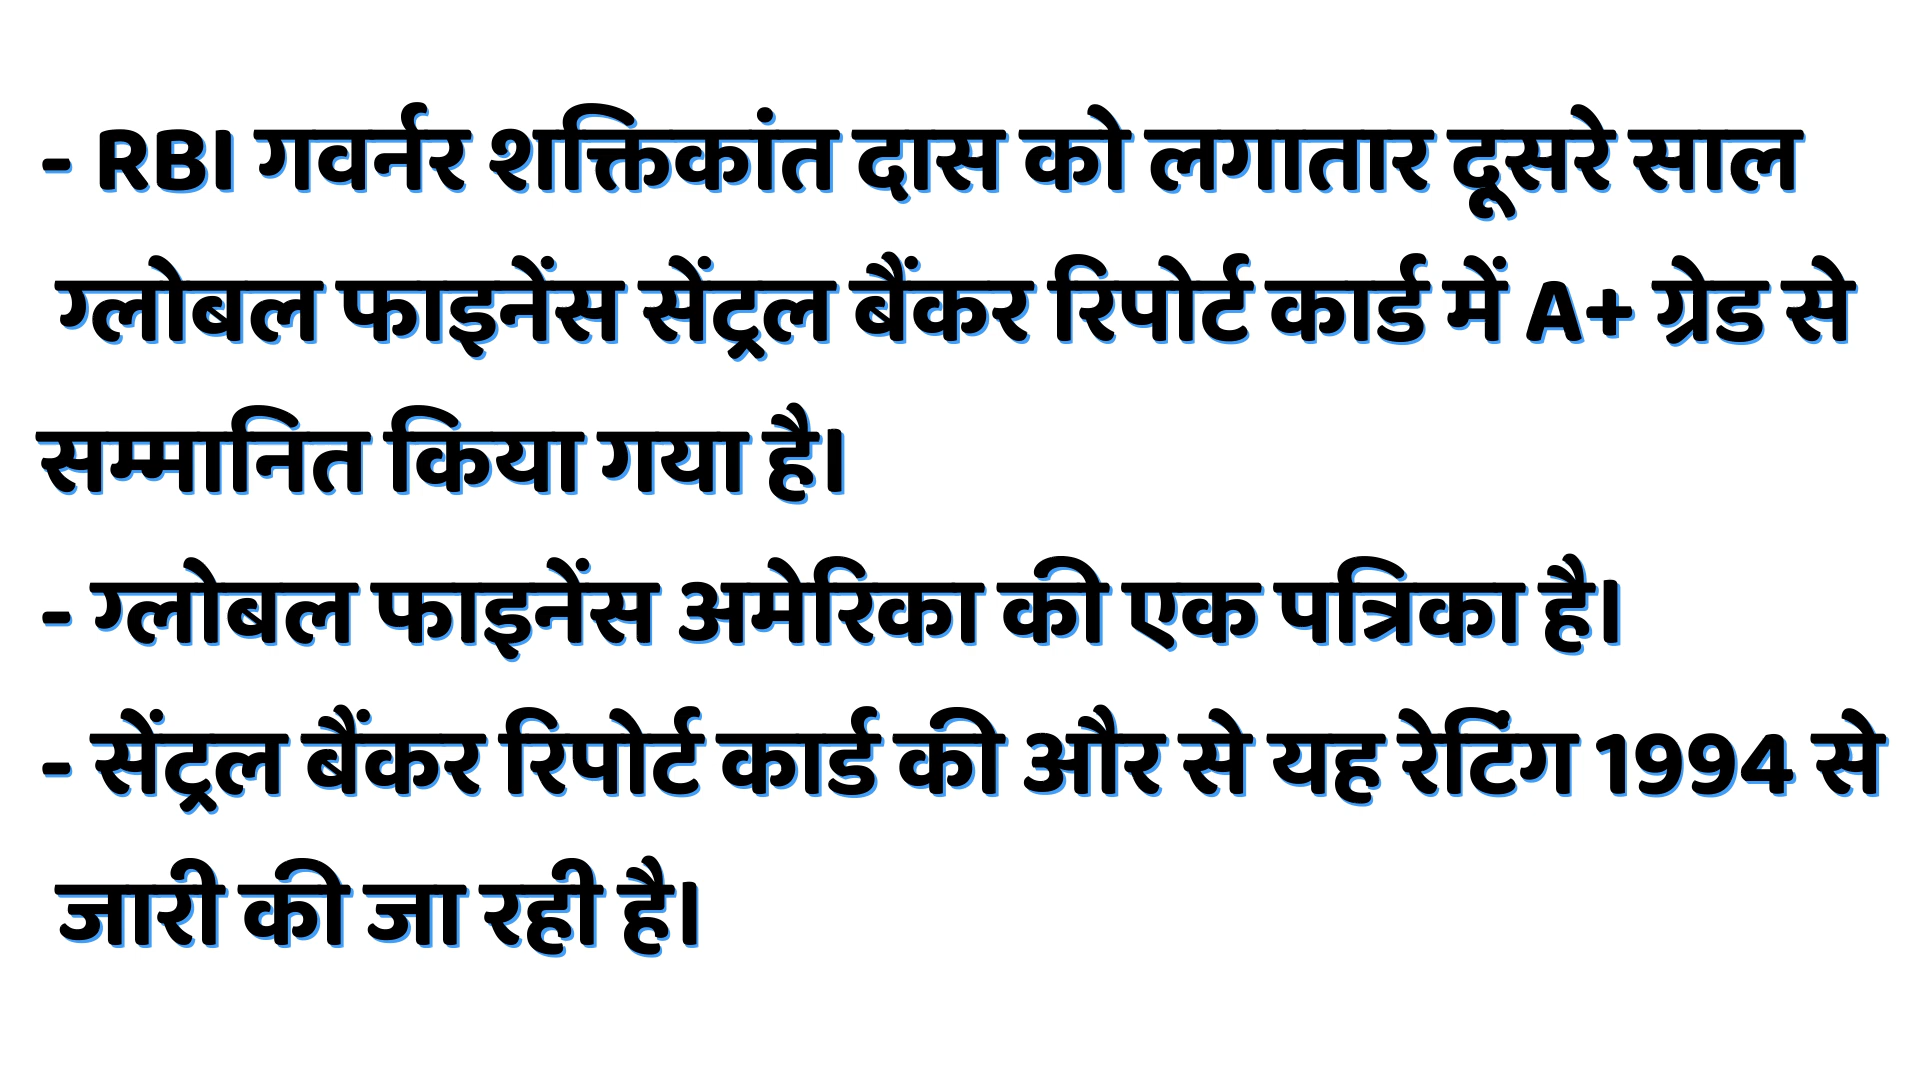 - RBI गवर्नर शक्तिकांत दास को लगातार दूसरे साल
ग्लोबल फाइनेंस सेंट्रल बैंकर रिपोर्ट कार्ड में A+ ग्रेड से
सम्मानित किया गया है।
- ग्लोबल फाइनेंस अमेरिका की एक पत्रिका है।
- सेंट्रल बैंकर रिपोर्ट कार्ड की और से यह रेटिंग 1994 से
जारी की जा रही है।